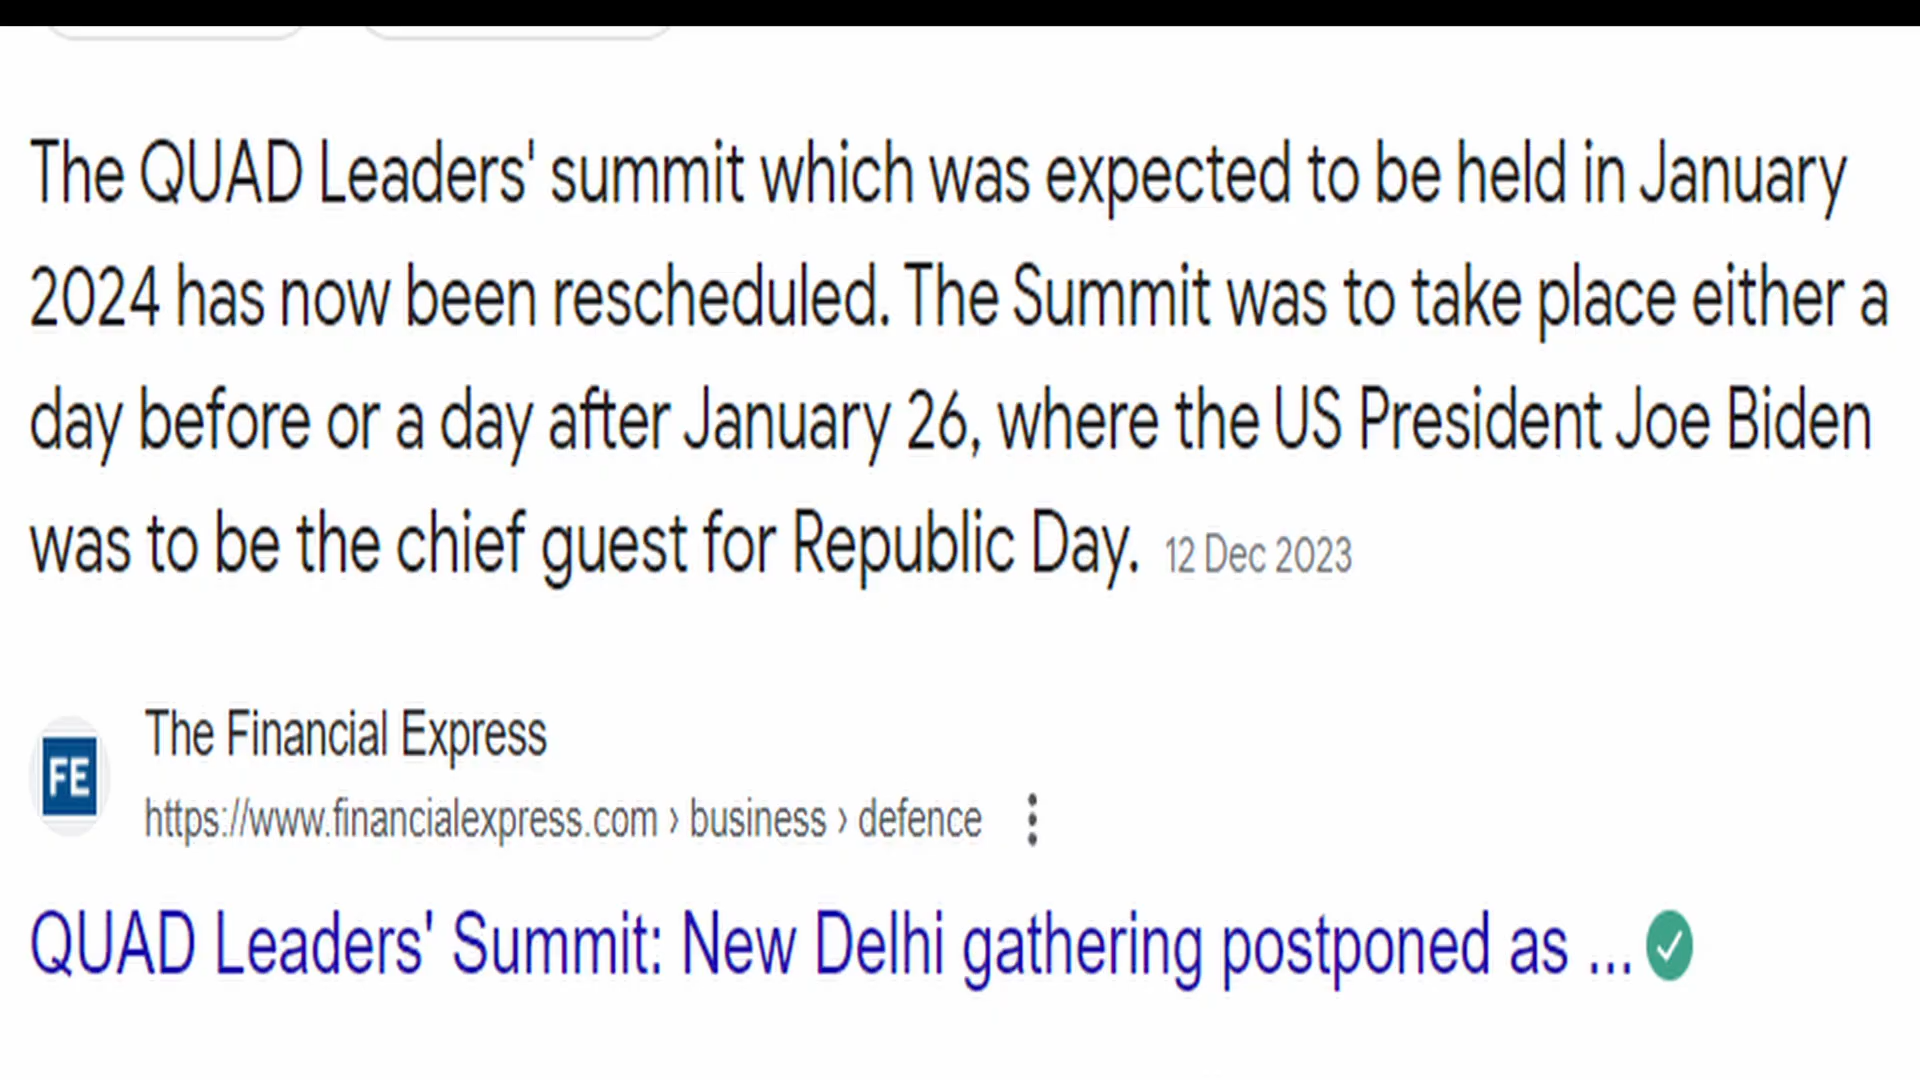 The QUAD Leaders' summit which was expected to be held in January
2024 has now been rescheduled. The Summit was to take place either a
day before or a day after January 26, where the US President Joe Biden
was to be the chief guest for Republic Day. 12 Dec 2023
The Financial Express
FE
https://www.financialexpress.com › business › defence
QUAD Leaders' Summit: New Delhi gathering postponed as ...